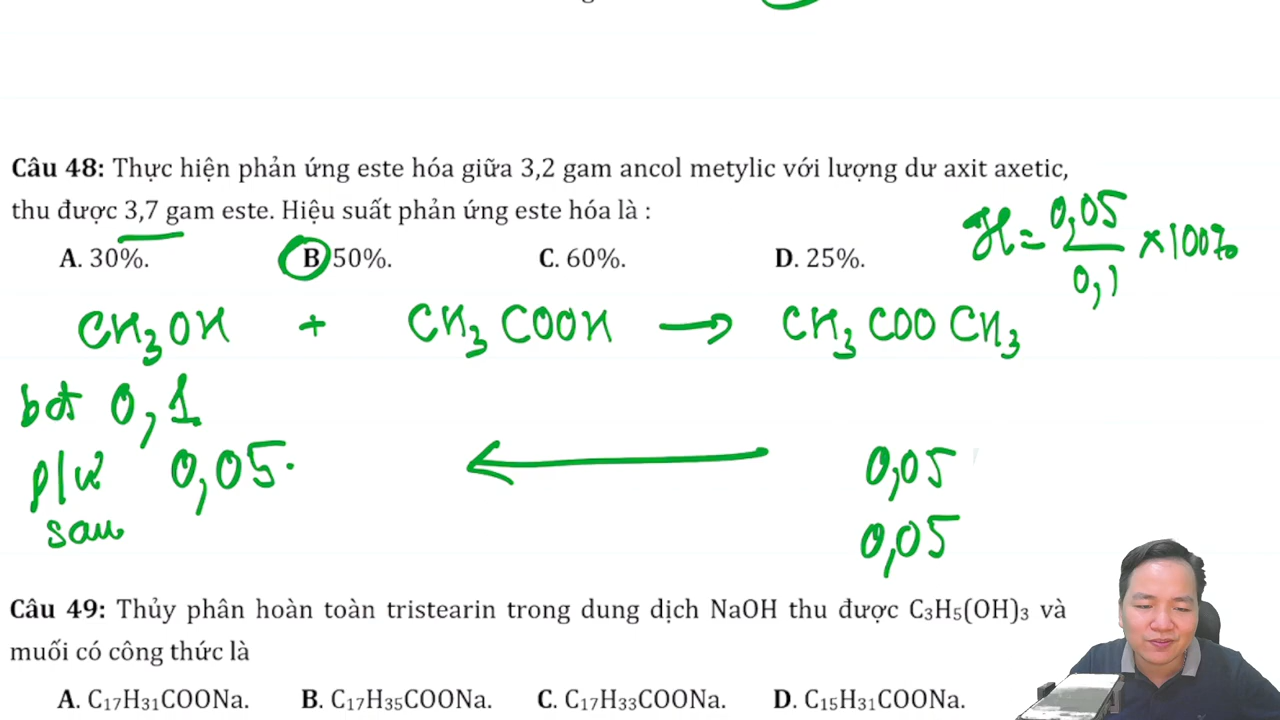 Câu 48: Thực hiện phản ứng este hóa giữa 3,2 gam ancol metylic với lượng dư axit axetic,
thu được 3,7 gam este. Hiệu suất phản ứng este hóa là :
A. 30%. B 50%. C. 60%. D. 25%.
H = 0,05 / 0,1 × 100%
CH3OH + CH3COOH → CH3COOCH3
bđ 0,1
p/ư 0,05. ← 0,05
sau 0,05
Câu 49: Thủy phân hoàn toàn tristearin trong dung dịch NaOH thu được C₃H₅(OH)₃ và
muối có công thức là
A. C₁₇H₃₁COONa. B. C₁₇H₃₅COONa. C. C₁₇H₃₃COONa. D. C₁₅H₃₁COONa.